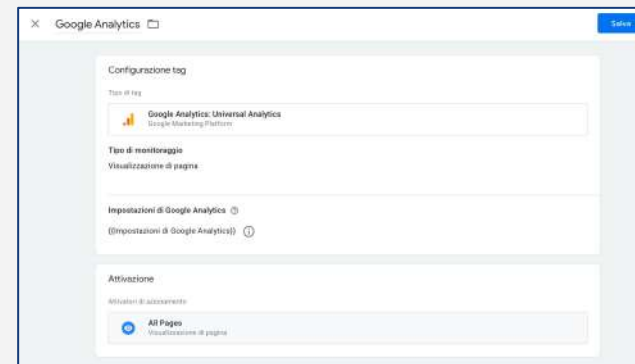 Google Analytics
Salva
Configurazione tag
Tipo di tag
Google Analytics: Universal Analytics
Google Marketing Platform
Tipo di monitoraggio
Visualizzazione di pagina
Impostazioni di Google Analytics
{{Impostazioni di Google Analytics}}
Attivazione
Attivatori di azionamento
All Pages
Visualizzazione di pagina